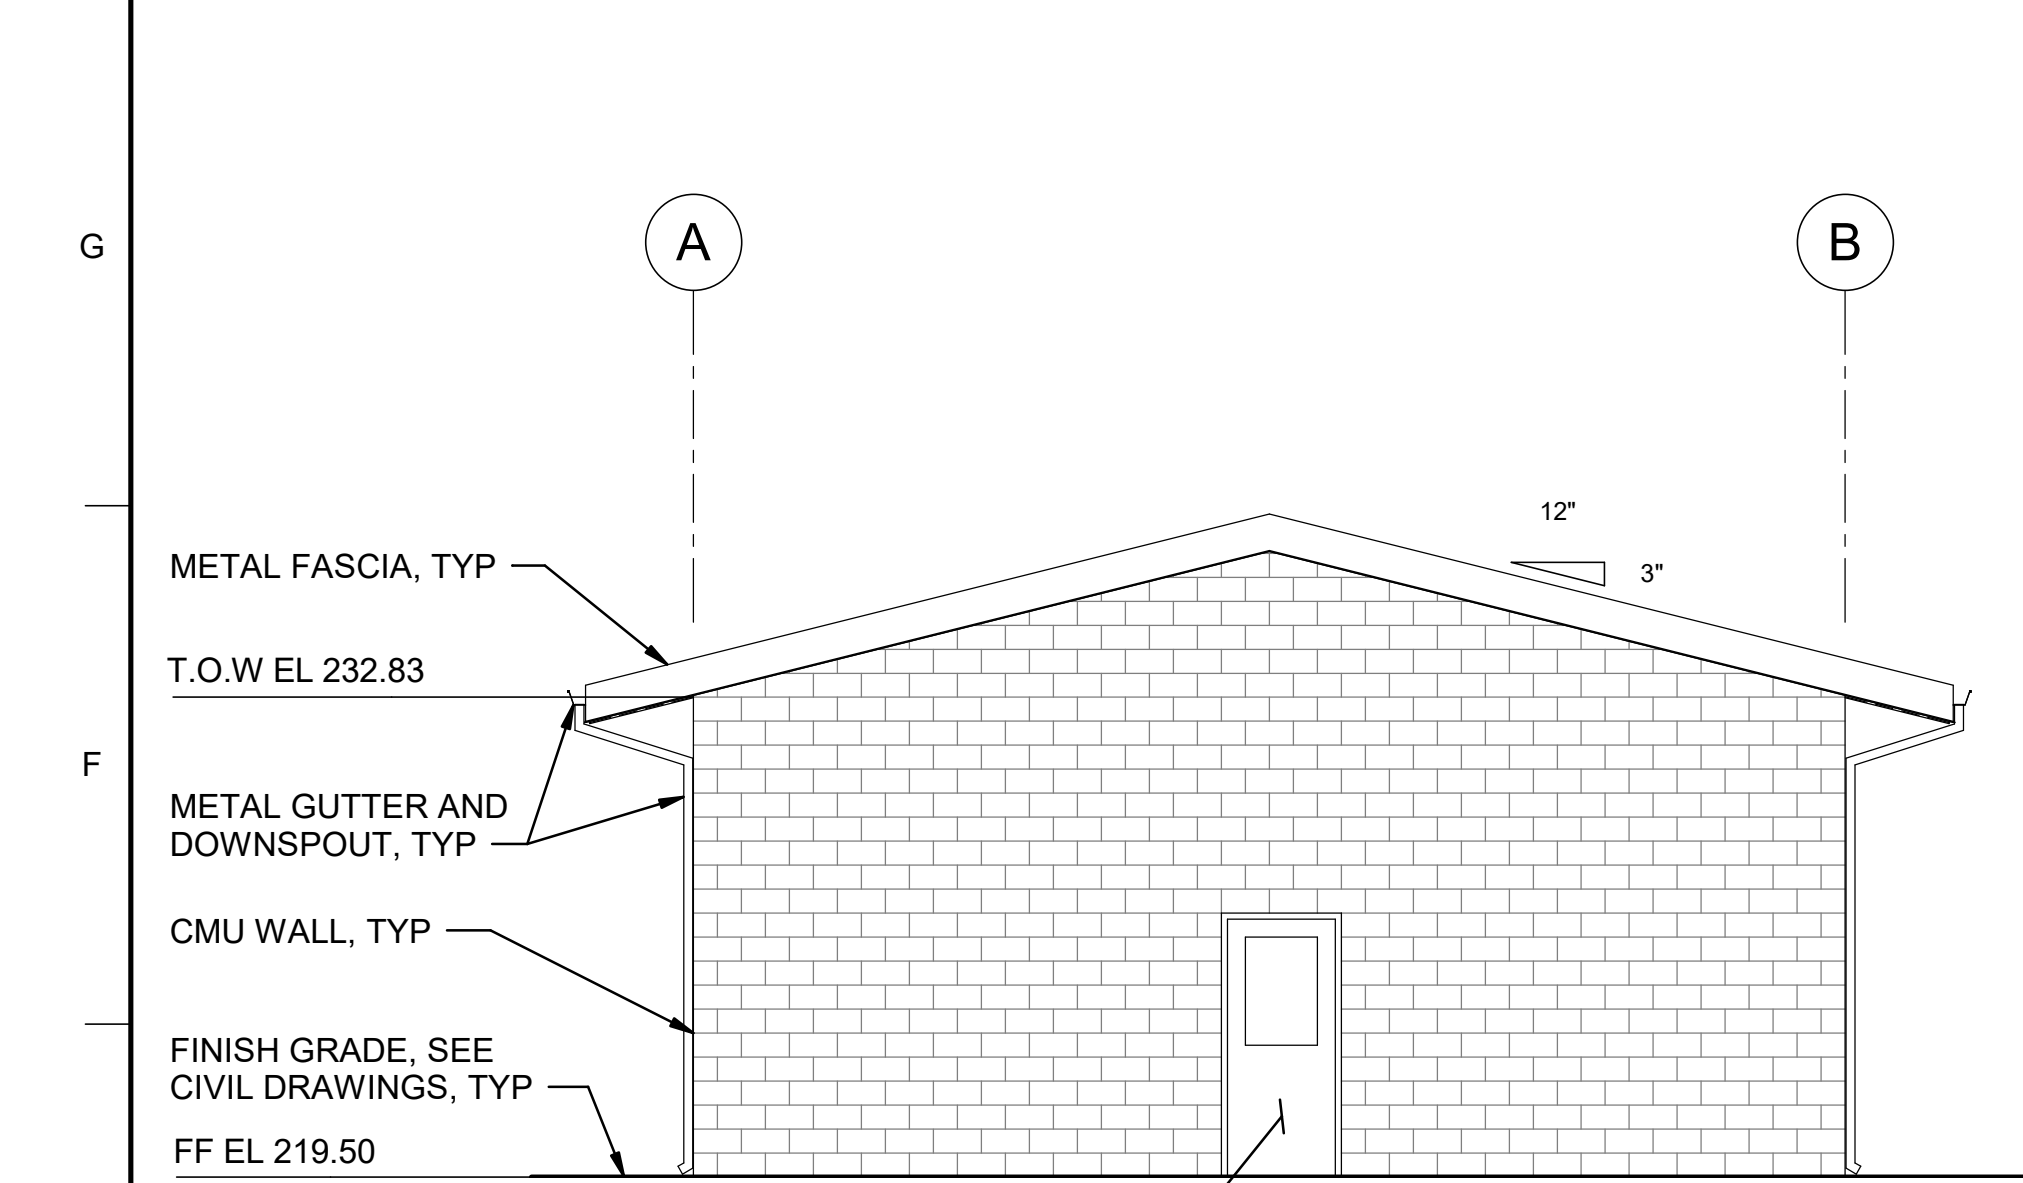 G
A
B
12"
3"
METAL FASCIA, TYP
T.O.W EL 232.83
F
METAL GUTTER AND
DOWNSPOUT, TYP
CMU WALL, TYP
FINISH GRADE, SEE
CIVIL DRAWINGS, TYP
FF EL 219.50